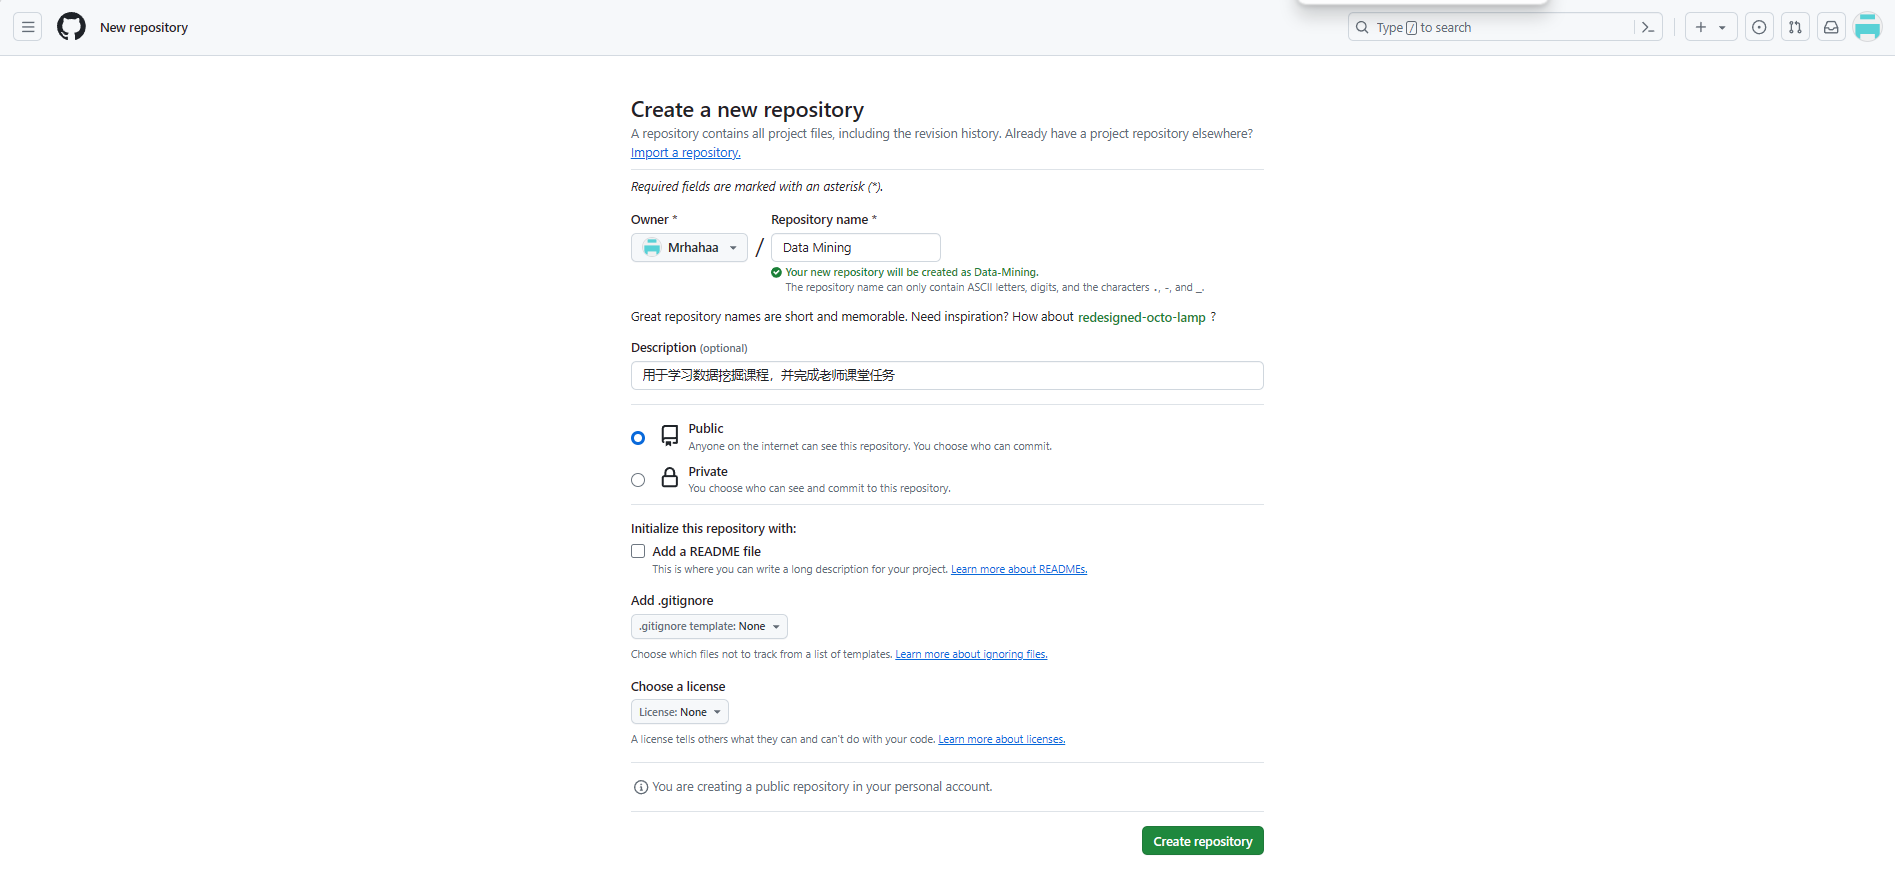 New repository
Type / to search
Create a new repository
A repository contains all project files, including the revision history. Already have a project repository elsewhere?
Import a repository.
Required fields are marked with an asterisk (*).
Owner * Repository name *
Mrhahaa / Data Mining
Your new repository will be created as Data-Mining.
The repository name can only contain ASCII letters, digits, and the characters ., -, and _.
Great repository names are short and memorable. Need inspiration? How about redesigned-octo-lamp ?
Description (optional)
用于学习数据挖掘课程，并完成老师课堂任务
Public
Anyone on the internet can see this repository. You choose who can commit.
Private
You choose who can see and commit to this repository.
Initialize this repository with:
Add a README file
This is where you can write a long description for your project. Learn more about READMEs.
Add .gitignore
.gitignore template: None
Choose which files not to track from a list of templates. Learn more about ignoring files.
Choose a license
License: None
A license tells others what they can and can't do with your code. Learn more about licenses.
You are creating a public repository in your personal account.
Create repository